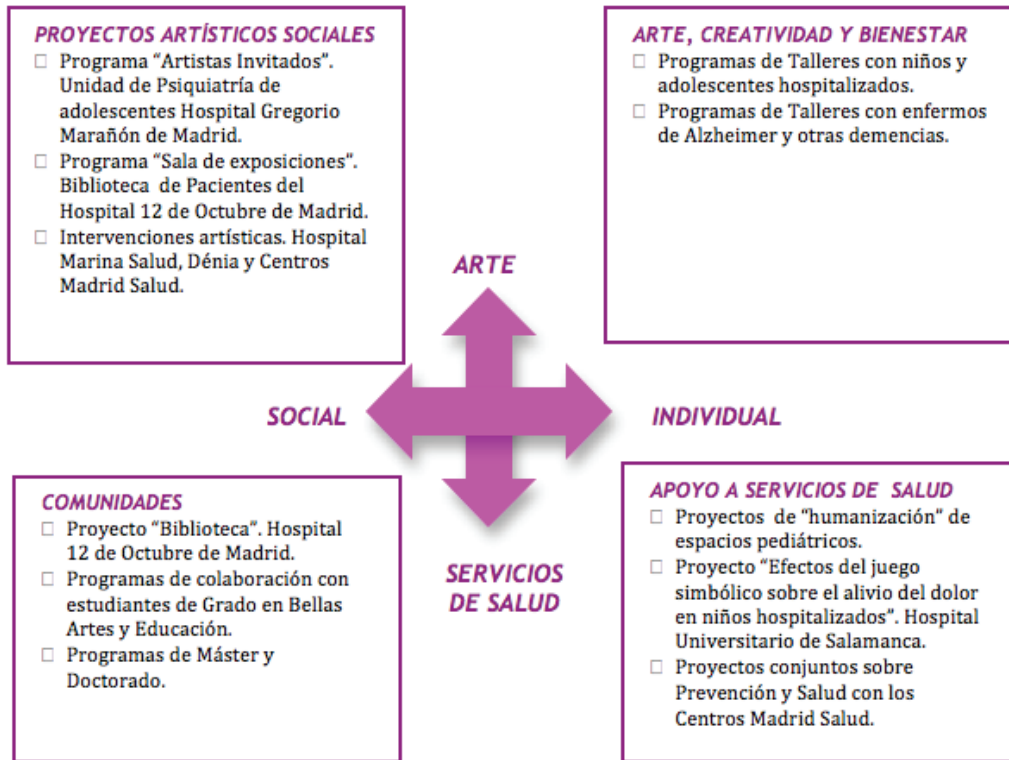 PROYECTOS ARTÍSTICOS SOCIALES
□ Programa “Artistas Invitados”.
Unidad de Psiquiatría de
adolescentes Hospital Gregorio
Marañón de Madrid.
□ Programa “Sala de exposiciones”.
Biblioteca de Pacientes del
Hospital 12 de Octubre de Madrid.
□ Intervenciones artísticas. Hospital
Marina Salud, Dénia y Centros
Madrid Salud.
ARTE, CREATIVIDAD Y BIENESTAR
□ Programas de Talleres con niños y
adolescentes hospitalizados.
□ Programas de Talleres con enfermos
de Alzheimer y otras demencias.
ARTE
SOCIAL
INDIVIDUAL
SERVICIOS
DE SALUD
COMUNIDADES
□ Proyecto “Biblioteca”. Hospital
12 de Octubre de Madrid.
□ Programas de colaboración con
estudiantes de Grado en Bellas
Artes y Educación.
□ Programas de Máster y
Doctorado.
APOYO A SERVICIOS DE SALUD
□ Proyectos de “humanización“ de
espacios pediátricos.
□ Proyecto “Efectos del juego
simbólico sobre el alivio del dolor
en niños hospitalizados”. Hospital
Universitario de Salamanca.
□ Proyectos conjuntos sobre
Prevención y Salud con los
Centros Madrid Salud.